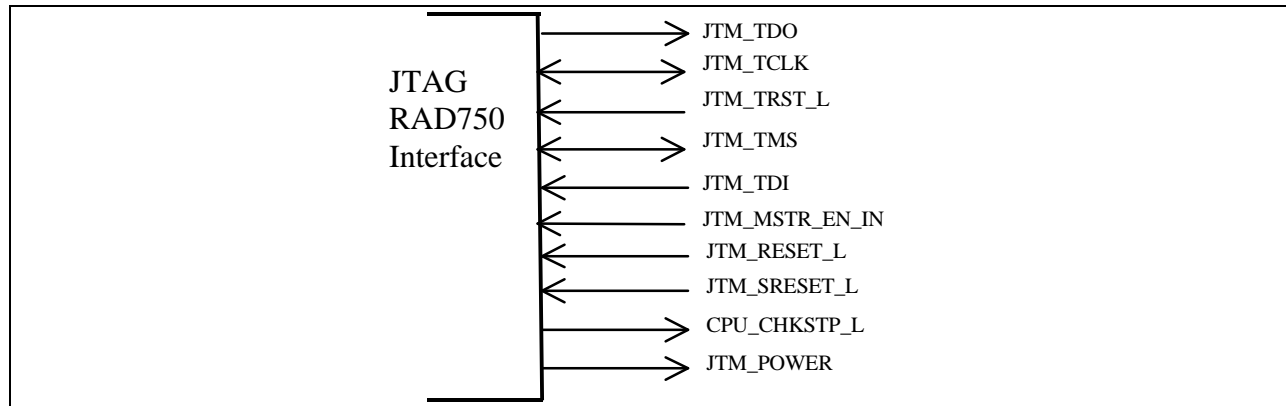 JTAG
RAD750
Interface
JTM_TDO
JTM_TCLK
JTM_TRST_L
JTM_TMS
JTM_TDI
JTM_MSTR_EN_IN
JTM_RESET_L
JTM_SRESET_L
CPU_CHKSTP_L
JTM_POWER